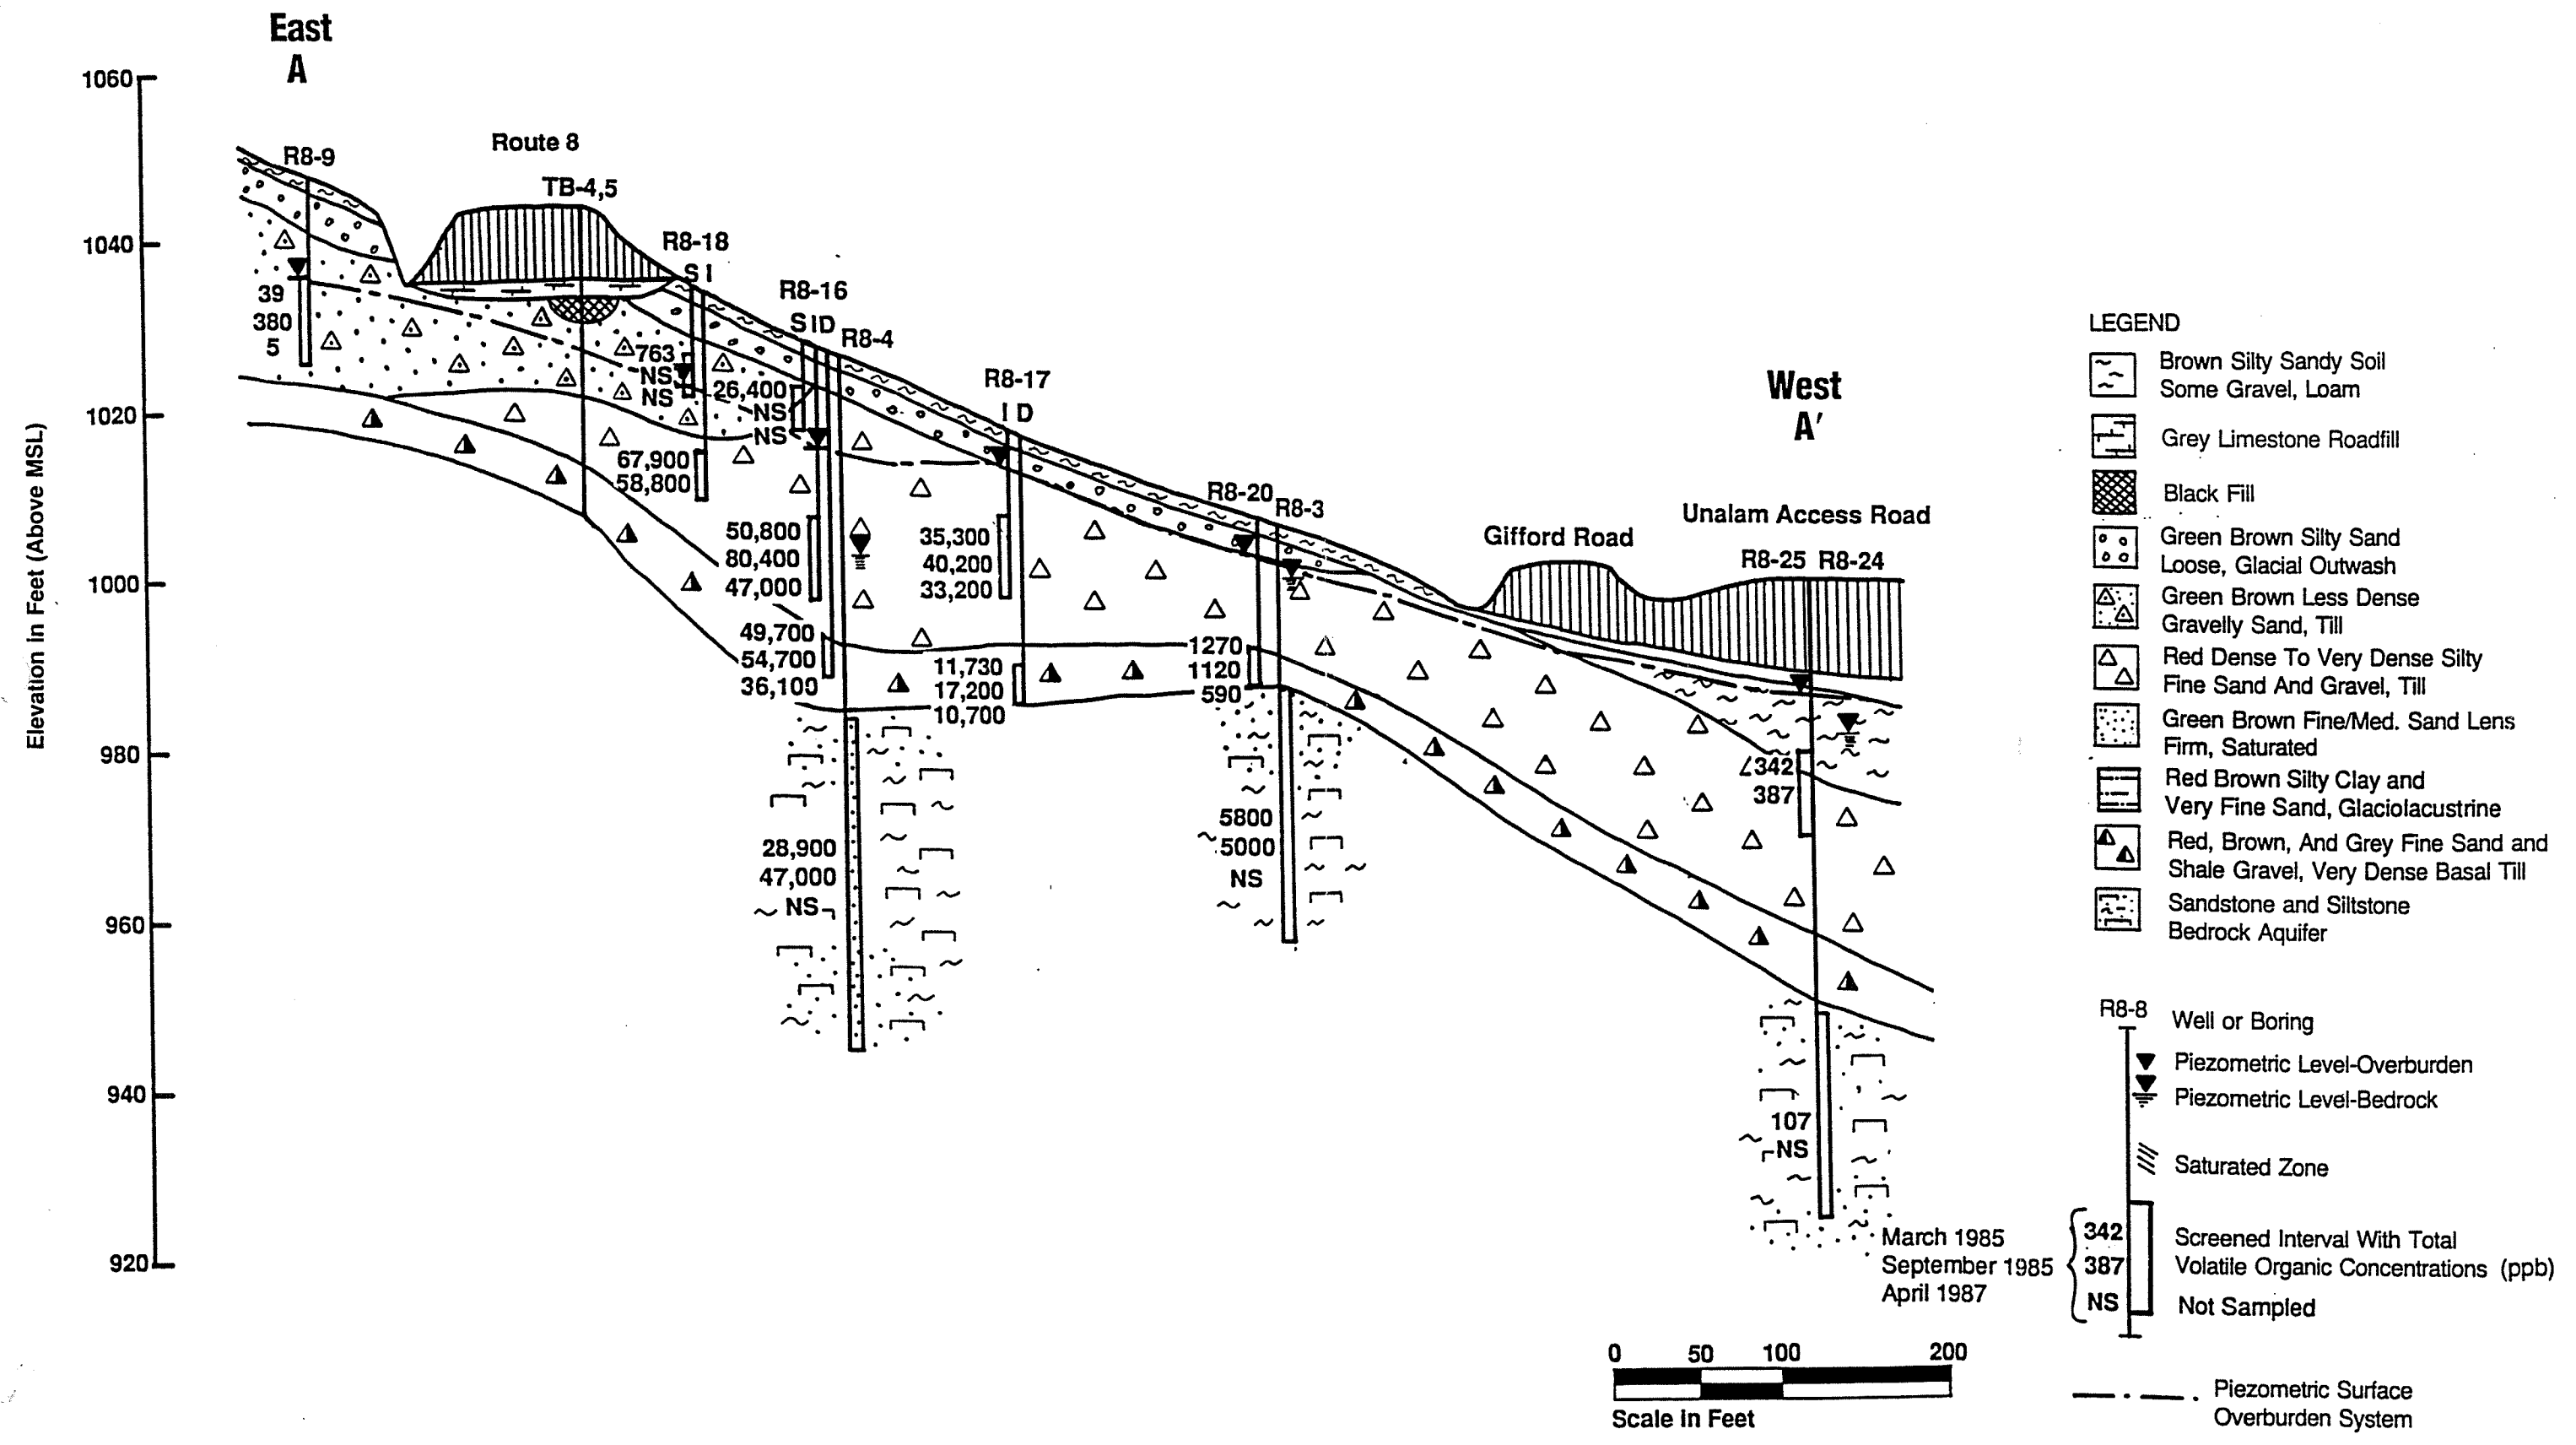 East
A
1060
1040
1020
1000
980
960
940
920
Elevation in Feet (Above MSL)
R8-9
39
380
5
Route 8
TB-4,5
R8-18
S I
763
NS
NS
67,900
58,800
R8-16
S I D
26,400
NS
NS
50,800
80,400
47,000
49,700
54,700
36,100
R8-4
28,900
47,000
NS
R8-17
I D
35,300
40,200
33,200
11,730
17,200
10,700
R8-20
1270
1120
590
R8-3
5800
5000
NS
Gifford Road
West
A′
Unalam Access Road
R8-25 R8-24
342
387
107
NS
LEGEND
Brown Silty Sandy Soil
Some Gravel, Loam
Grey Limestone Roadfill
Black Fill
Green Brown Silty Sand
Loose, Glacial Outwash
Green Brown Less Dense
Gravelly Sand, Till
Red Dense To Very Dense Silty
Fine Sand And Gravel, Till
Green Brown Fine/Med. Sand Lens
Firm, Saturated
Red Brown Silty Clay and
Very Fine Sand, Glaciolacustrine
Red, Brown, And Grey Fine Sand and
Shale Gravel, Very Dense Basal Till
Sandstone and Siltstone
Bedrock Aquifer
R8-8
Well or Boring
Piezometric Level-Overburden
Piezometric Level-Bedrock
Saturated Zone
March 1985
September 1985
April 1987
342
387
NS
Screened Interval With Total
Volatile Organic Concentrations (ppb)
Not Sampled
0 50 100 200
Scale in Feet
Piezometric Surface
Overburden System